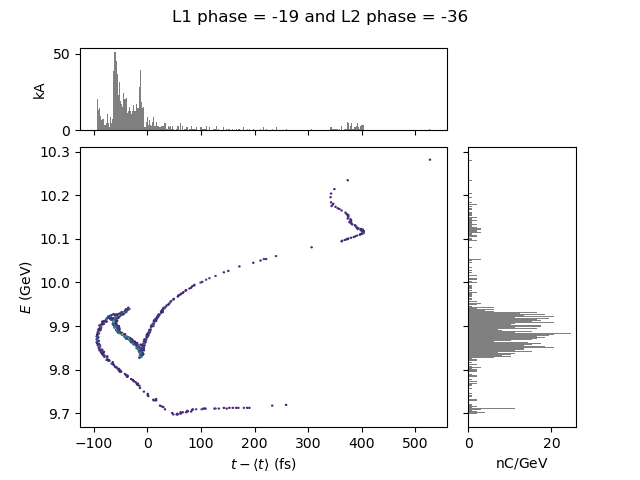 L1 phase = -19 and L2 phase = -36
50
0
kA
10.3
10.2
10.1
10.0
9.9
9.8
9.7
E (GeV)
−100 0 100 200 300 400 500
t − ⟨t⟩ (fs)
0 20
nC/GeV